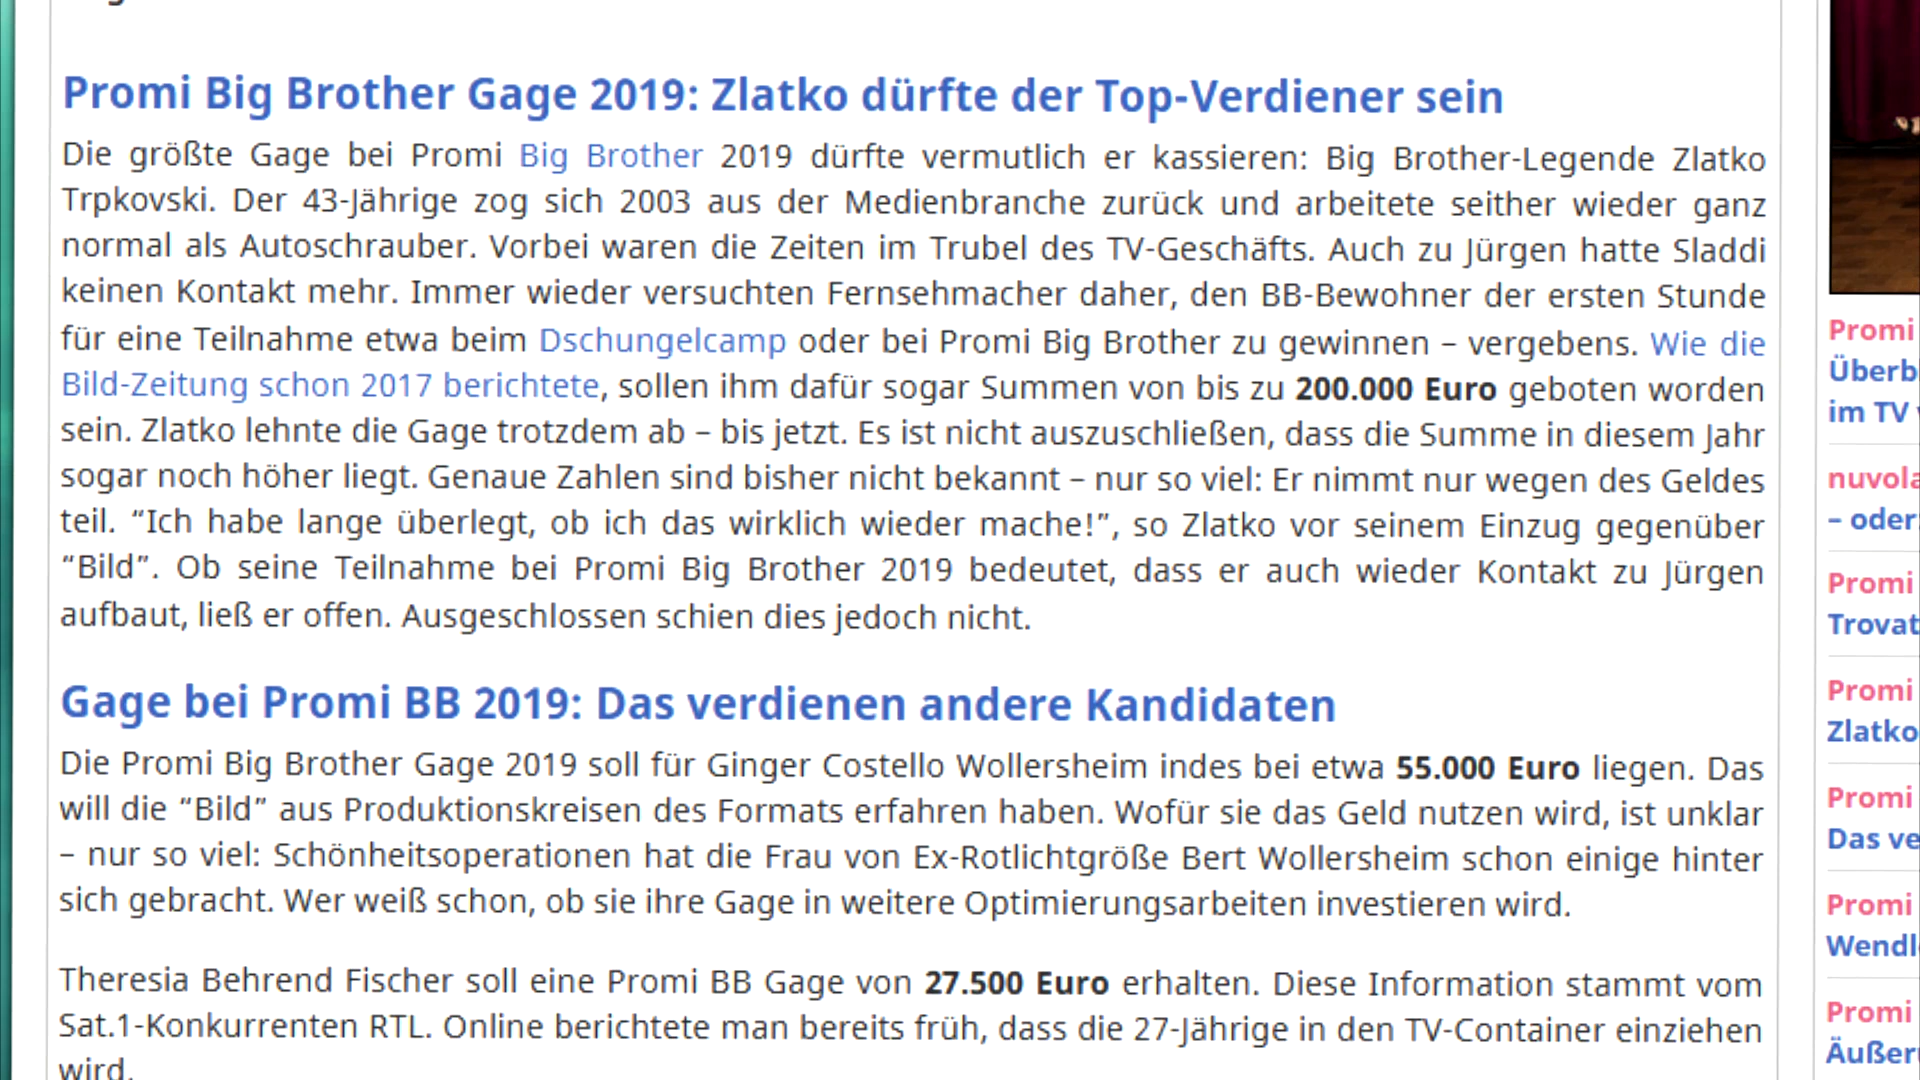 Promi Big Brother Gage 2019: Zlatko dürfte der Top-Verdiener sein
Die größte Gage bei Promi Big Brother 2019 dürfte vermutlich er kassieren: Big Brother-Legende Zlatko
Trpkovski. Der 43-Jährige zog sich 2003 aus der Medienbranche zurück und arbeitete seither wieder ganz
normal als Autoschrauber. Vorbei waren die Zeiten im Trubel des TV-Geschäfts. Auch zu Jürgen hatte Sladdi
keinen Kontakt mehr. Immer wieder versuchten Fernsehmacher daher, den BB-Bewohner der ersten Stunde
für eine Teilnahme etwa beim Dschungelcamp oder bei Promi Big Brother zu gewinnen – vergebens. Wie die
Bild-Zeitung schon 2017 berichtete, sollen ihm dafür sogar Summen von bis zu 200.000 Euro geboten worden
sein. Zlatko lehnte die Gage trotzdem ab – bis jetzt. Es ist nicht auszuschließen, dass die Summe in diesem Jahr
sogar noch höher liegt. Genaue Zahlen sind bisher nicht bekannt – nur so viel: Er nimmt nur wegen des Geldes
teil. “Ich habe lange überlegt, ob ich das wirklich wieder mache!”, so Zlatko vor seinem Einzug gegenüber
“Bild”. Ob seine Teilnahme bei Promi Big Brother 2019 bedeutet, dass er auch wieder Kontakt zu Jürgen
aufbaut, ließ er offen. Ausgeschlossen schien dies jedoch nicht.
Gage bei Promi BB 2019: Das verdienen andere Kandidaten
Die Promi Big Brother Gage 2019 soll für Ginger Costello Wollersheim indes bei etwa 55.000 Euro liegen. Das
will die “Bild” aus Produktionskreisen des Formats erfahren haben. Wofür sie das Geld nutzen wird, ist unklar
– nur so viel: Schönheitsoperationen hat die Frau von Ex-Rotlichtgröße Bert Wollersheim schon einige hinter
sich gebracht. Wer weiß schon, ob sie ihre Gage in weitere Optimierungsarbeiten investieren wird.
Theresia Behrend Fischer soll eine Promi BB Gage von 27.500 Euro erhalten. Diese Information stammt vom
Sat.1-Konkurrenten RTL. Online berichtete man bereits früh, dass die 27-Jährige in den TV-Container einziehen
wird.
Promi
Überb
im TV
nuvola
– oder
Promi
Trovat
Promi
Zlatko
Promi
Das ve
Promi
Wendl
Promi
Äußer